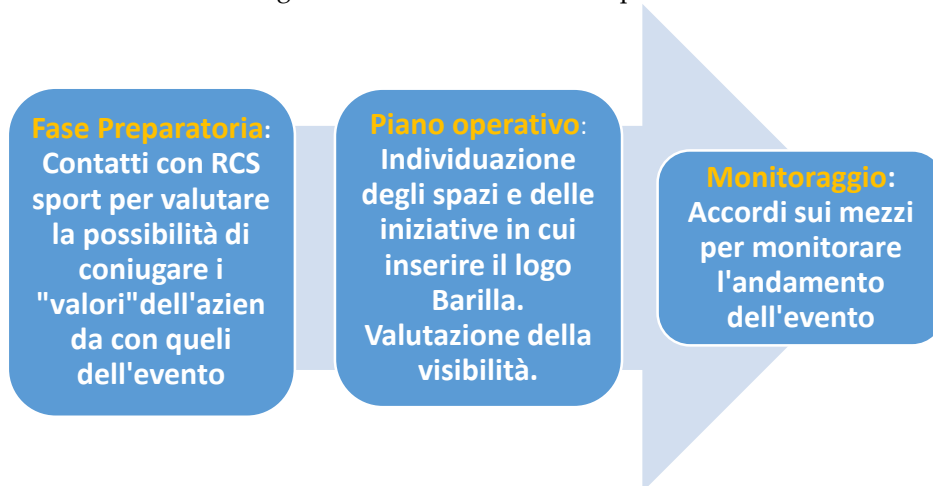 Fase Preparatoria:
Contatti con RCS
sport per valutare
la possibilità di
coniugare i
"valori"dell'azien
da con queli
dell'evento
Piano operativo:
Individuazione
degli spazi e delle
iniziative in cui
inserire il logo
Barilla.
Valutazione della
visibilità.
Monitoraggio:
Accordi sui mezzi
per monitorare
l'andamento
dell'evento